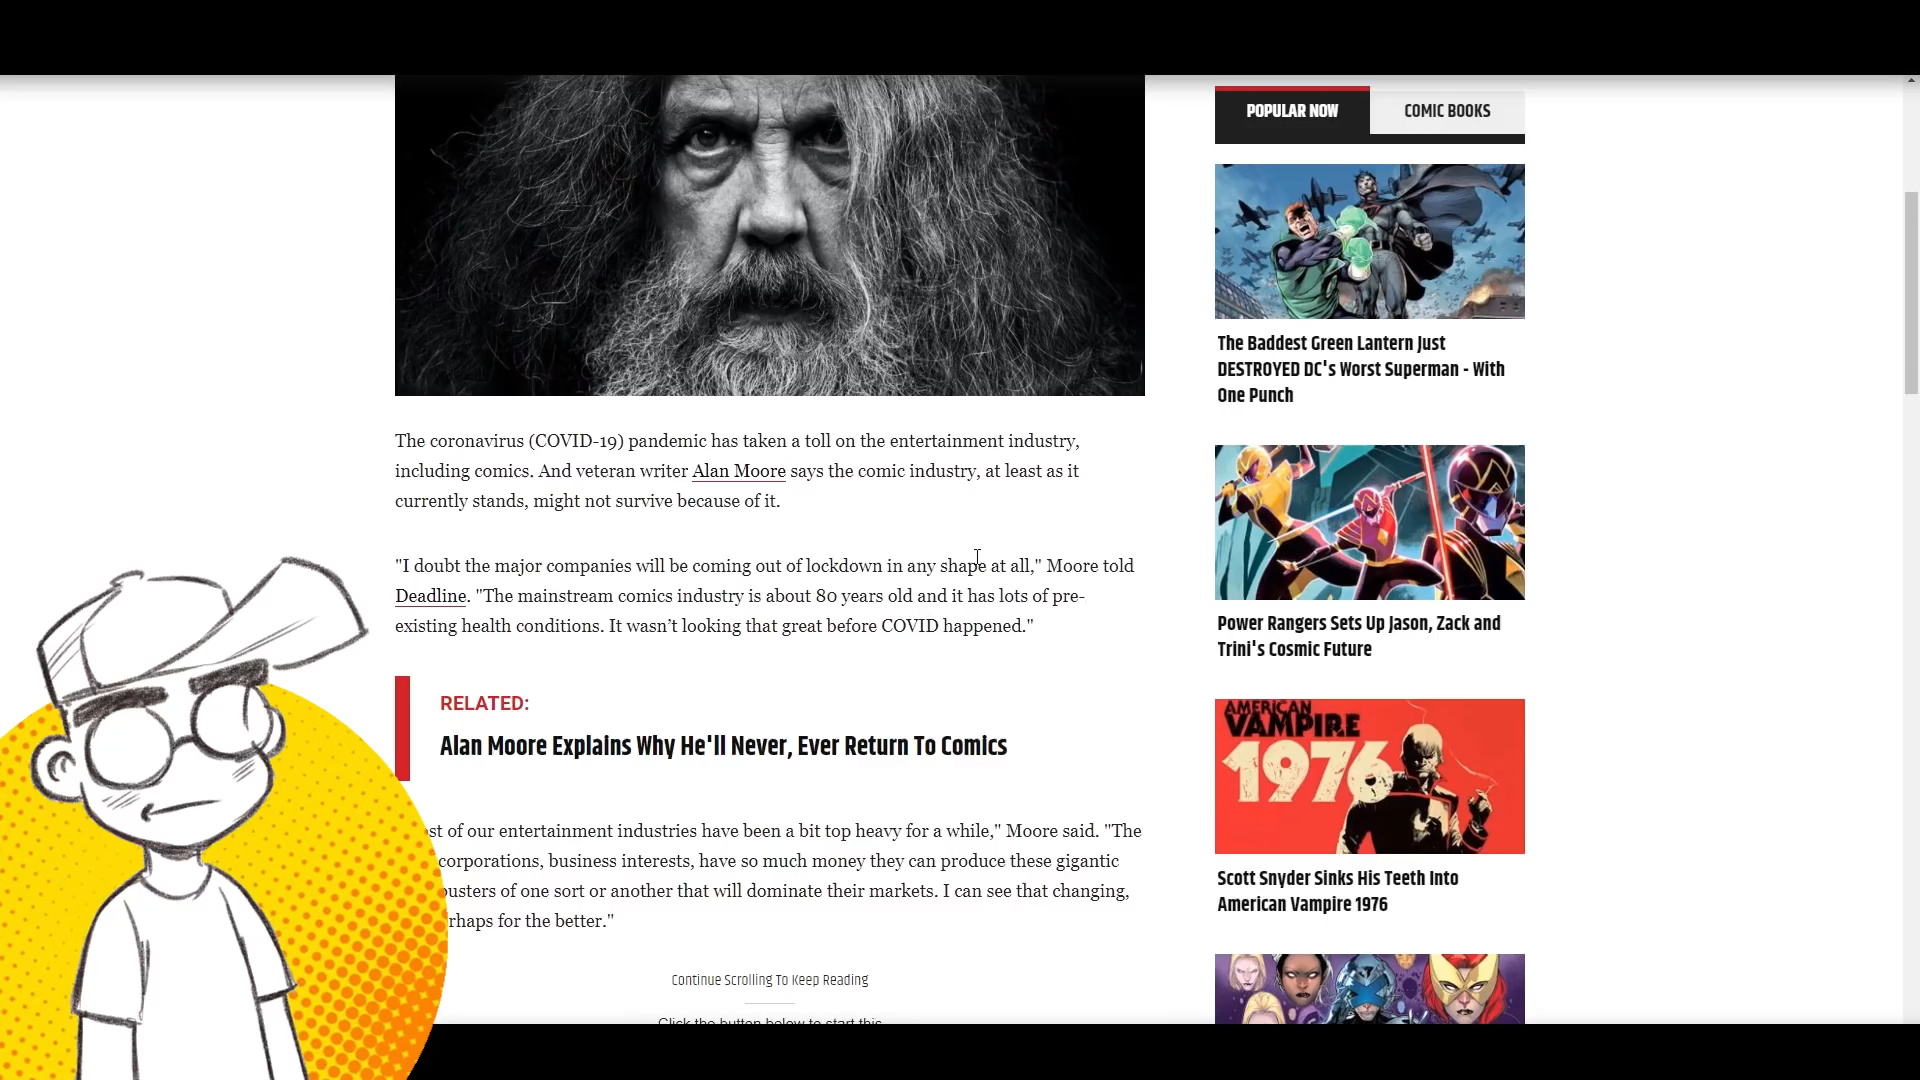 POPULAR NOW
COMIC BOOKS
The Baddest Green Lantern Just
DESTROYED DC's Worst Superman - With
One Punch
The coronavirus (COVID-19) pandemic has taken a toll on the entertainment industry,
including comics. And veteran writer Alan Moore says the comic industry, at least as it
currently stands, might not survive because of it.
"I doubt the major companies will be coming out of lockdown in any shape at all," Moore told
Deadline. "The mainstream comics industry is about 80 years old and it has lots of pre-
existing health conditions. It wasn't looking that great before COVID happened."
Power Rangers Sets Up Jason, Zack and
Trini's Cosmic Future
RELATED:
Alan Moore Explains Why He'll Never, Ever Return To Comics
AMERICAN
VAMPIRE
1976
Scott Snyder Sinks His Teeth Into
American Vampire 1976
of our entertainment industries have been a bit top heavy for a while," Moore said. "The
corporations, business interests, have so much money they can produce these gigantic
of one sort or another that will dominate their markets. I can see that changing,
for the better."
Continue Scrolling To Keep Reading
Click the button below to start this